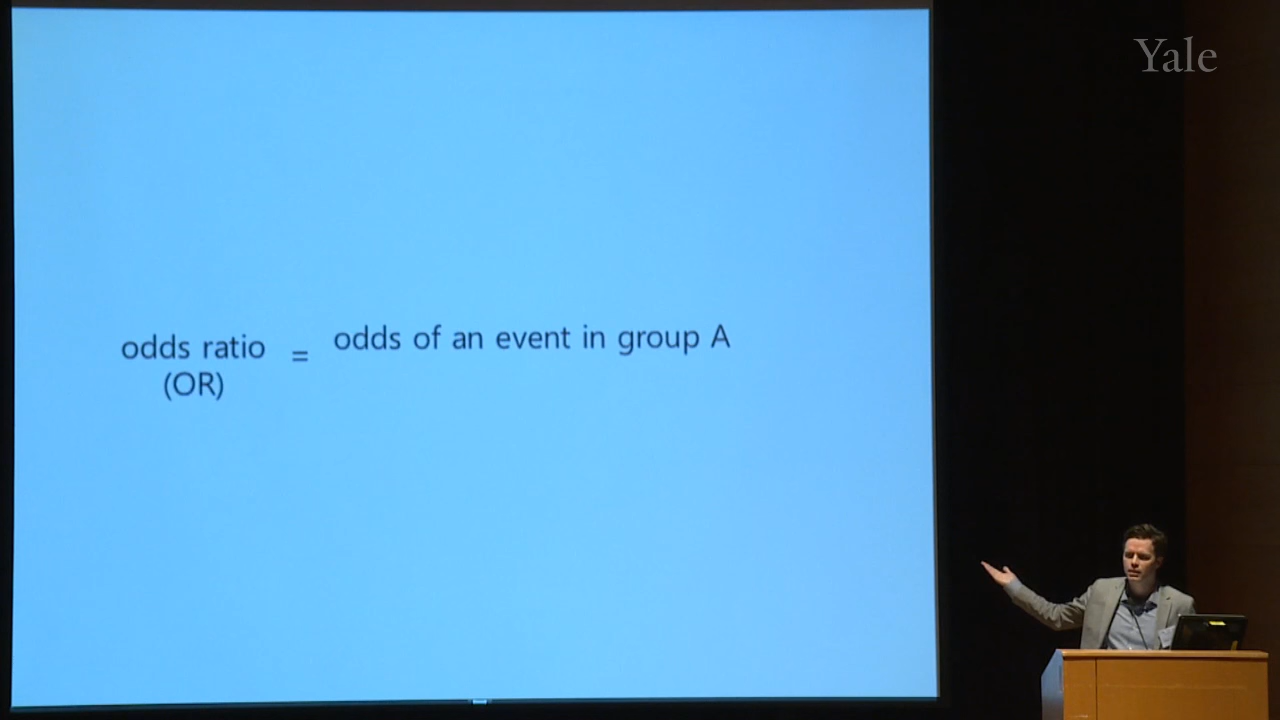 Yale
odds ratio
(OR)
=
odds of an event in group A